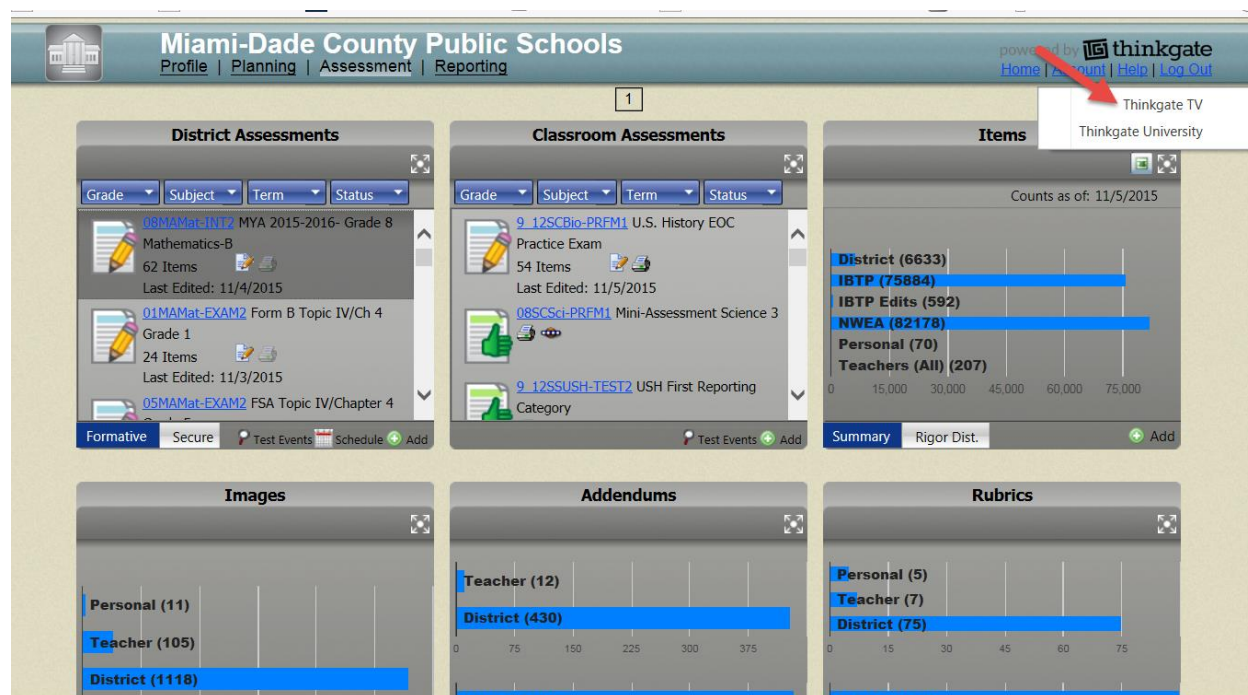 Miami-Dade County Public Schools
Profile | Planning | Assessment | Reporting
powered by thinkgate
Home | Account | Help | Log Out
Thinkgate TV
Thinkgate University
1
District Assessments
Grade Subject Term Status
08MAMat-INT2 MYA 2015-2016- Grade 8
Mathematics-B
62 Items
Last Edited: 11/4/2015
01MAMat-EXAM2 Form B Topic IV/Ch 4
Grade 1
24 Items
Last Edited: 11/3/2015
05MAMat-EXAM2 FSA Topic IV/Chapter 4
Formative Secure Test Events Schedule Add
Classroom Assessments
Grade Subject Term Status
9_12SCBio-PRFM1 U.S. History EOC
Practice Exam
54 Items
Last Edited: 11/5/2015
08SCSci-PRFM1 Mini-Assessment Science 3
9_12SSUSH-TEST2 USH First Reporting
Category
Test Events Add
Items
Counts as of: 11/5/2015
District (6633)
IBTP (75884)
IBTP Edits (592)
NWEA (82178)
Personal (70)
Teachers (All) (207)
0 15,000 30,000 45,000 60,000 75,000
Summary Rigor Dist. Add
Images
Personal (11)
Teacher (105)
District (1118)
Addendums
Teacher (12)
District (430)
0 75 150 225 300 375
Rubrics
Personal (5)
Teacher (7)
District (75)
0 15 30 45 60 75